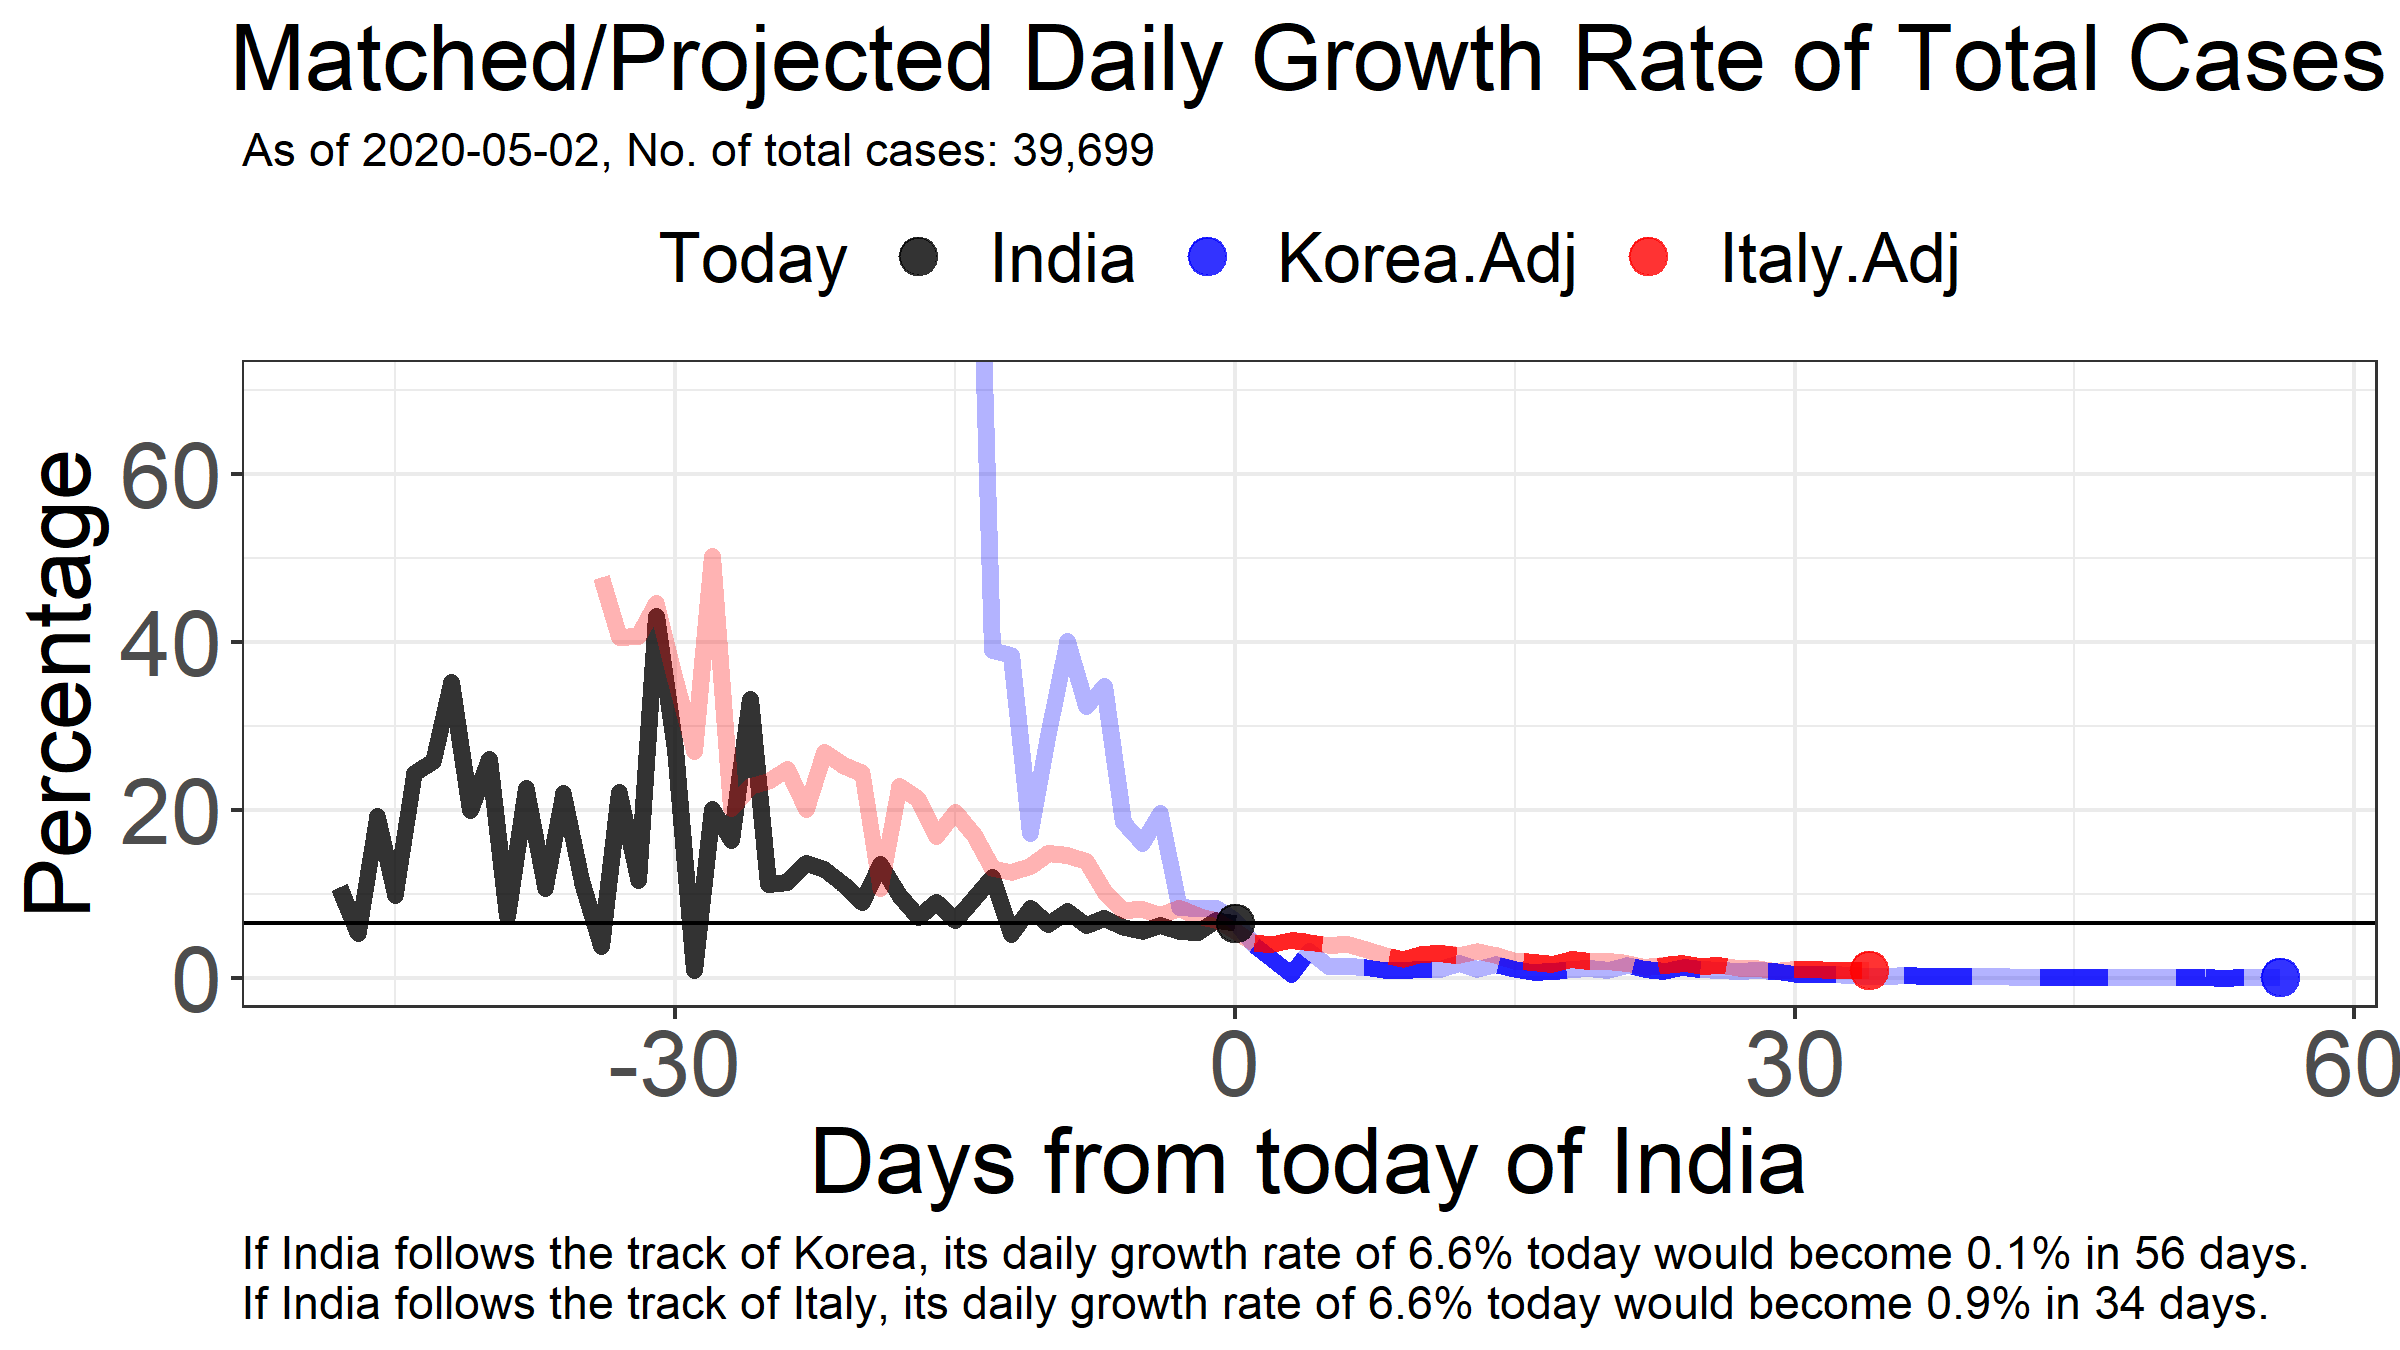 Matched/Projected Daily Growth Rate of Total Cases
As of 2020-05-02, No. of total cases: 39,699
Today India Korea.Adj Italy.Adj
Percentage
60
40
20
0
-30 0 30 60
Days from today of India
If India follows the track of Korea, its daily growth rate of 6.6% today would become 0.1% in 56 days.
If India follows the track of Italy, its daily growth rate of 6.6% today would become 0.9% in 34 days.